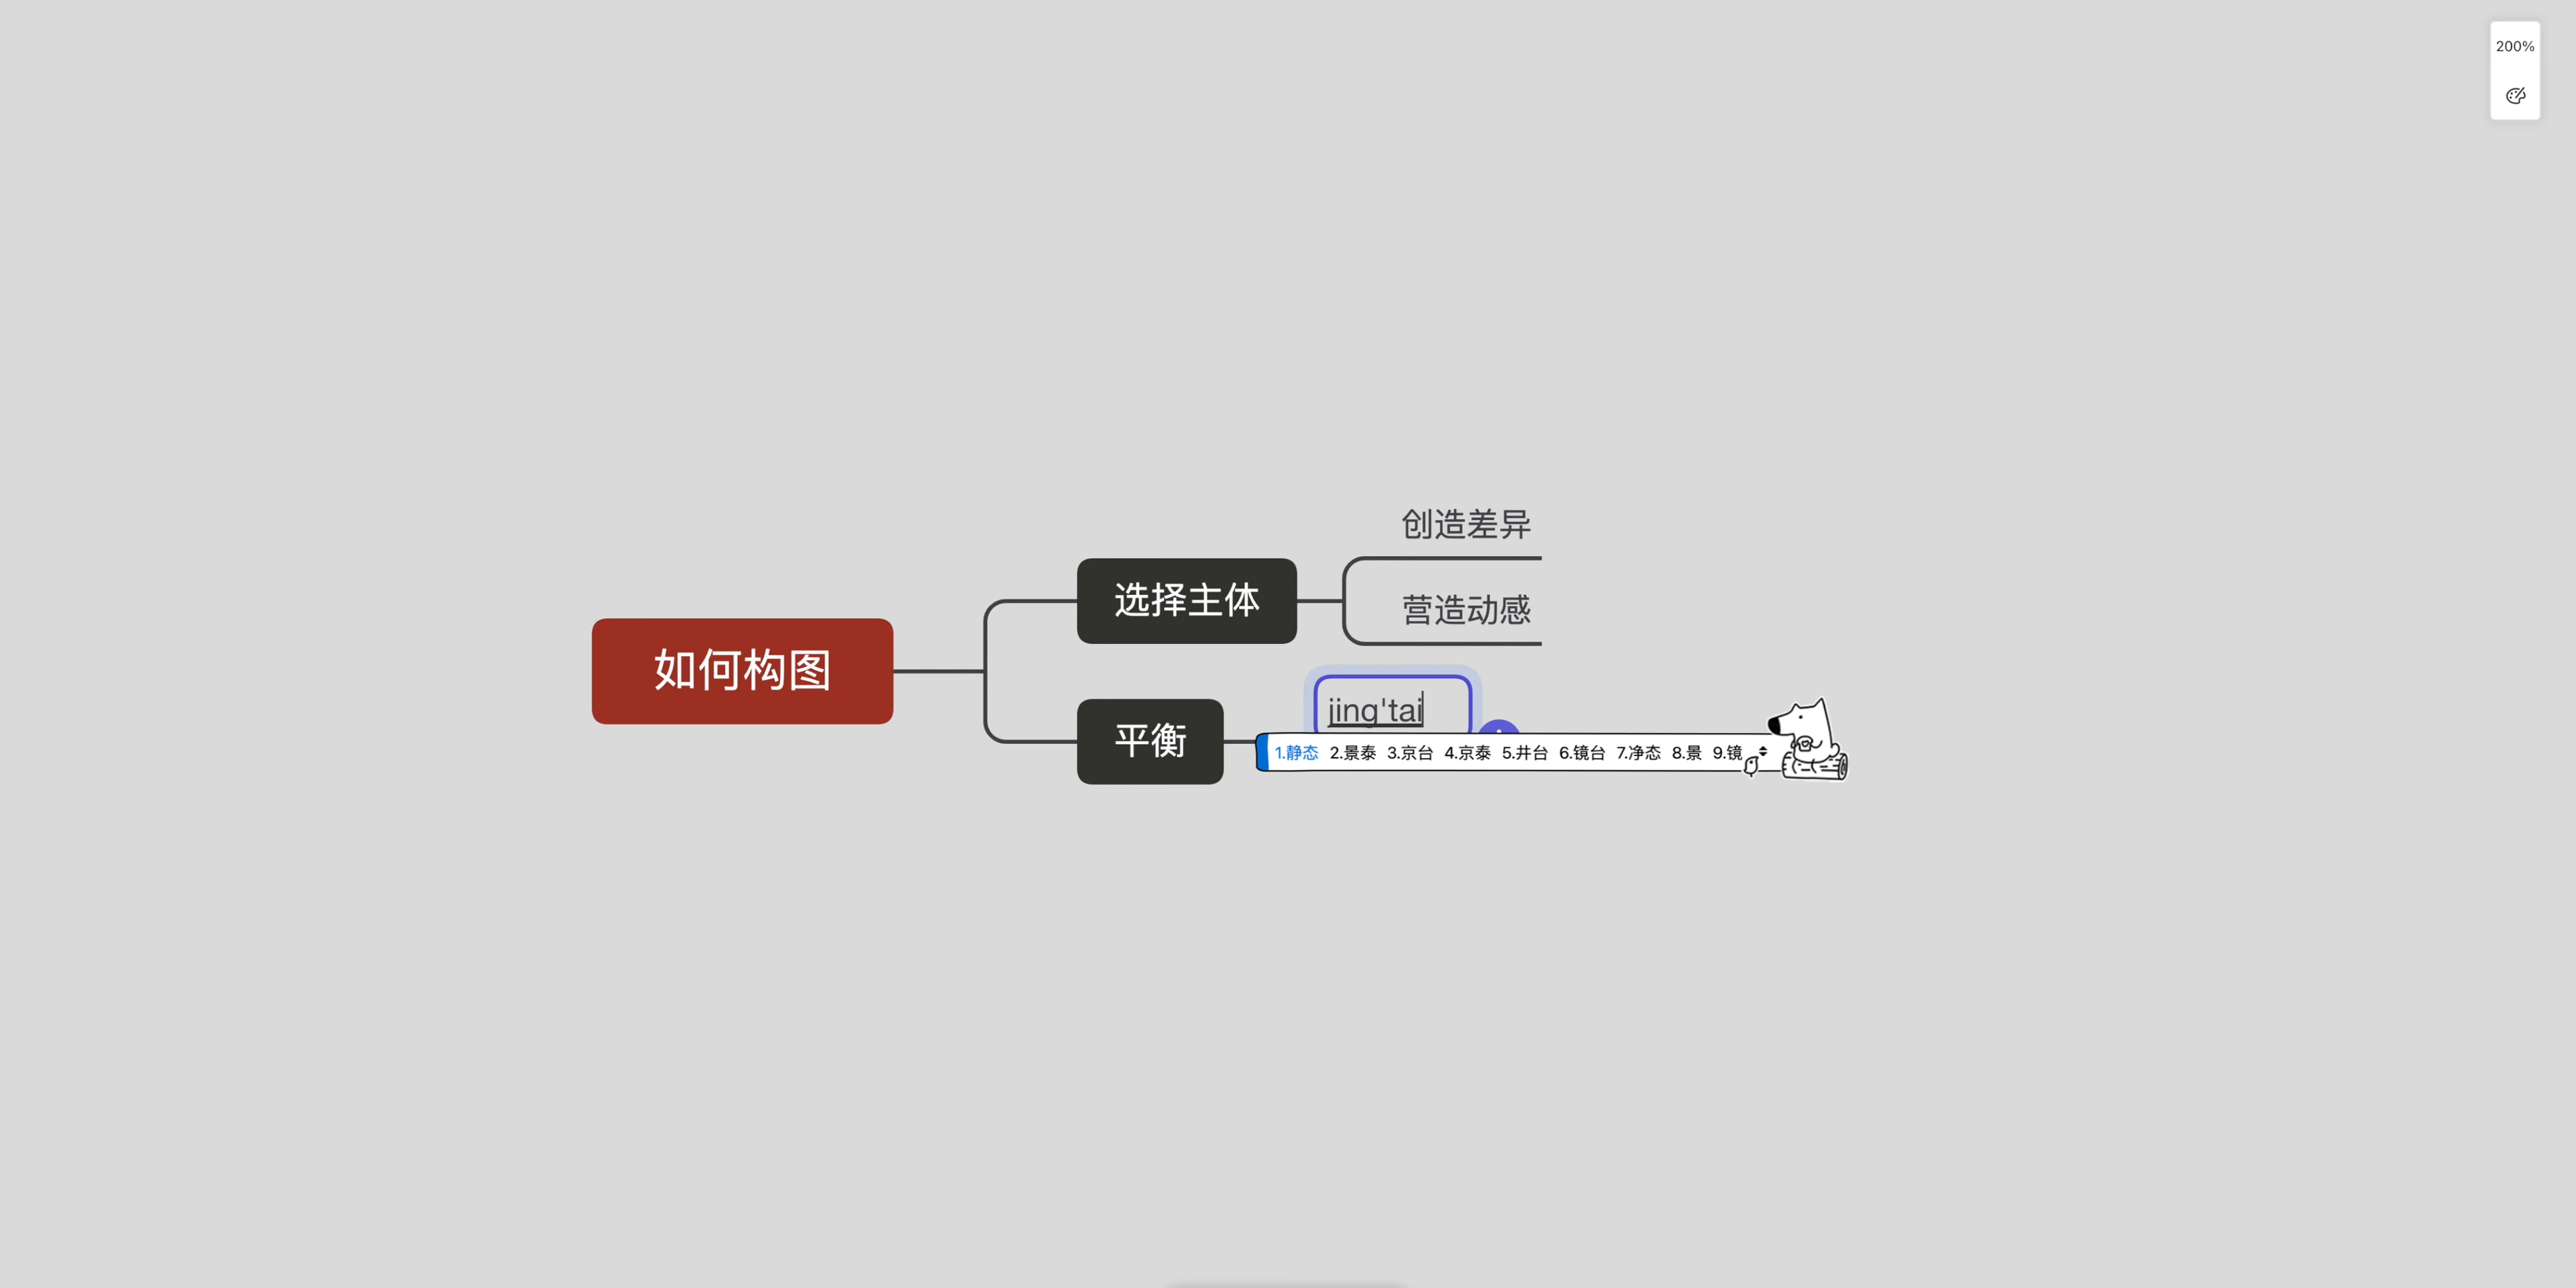 200%
创造差异
选择主体
营造动感
如何构图
jing'tai
平衡
1.静态 2.景泰 3.京台 4.京泰 5.井台 6.镜台 7.净态 8.景 9.镜